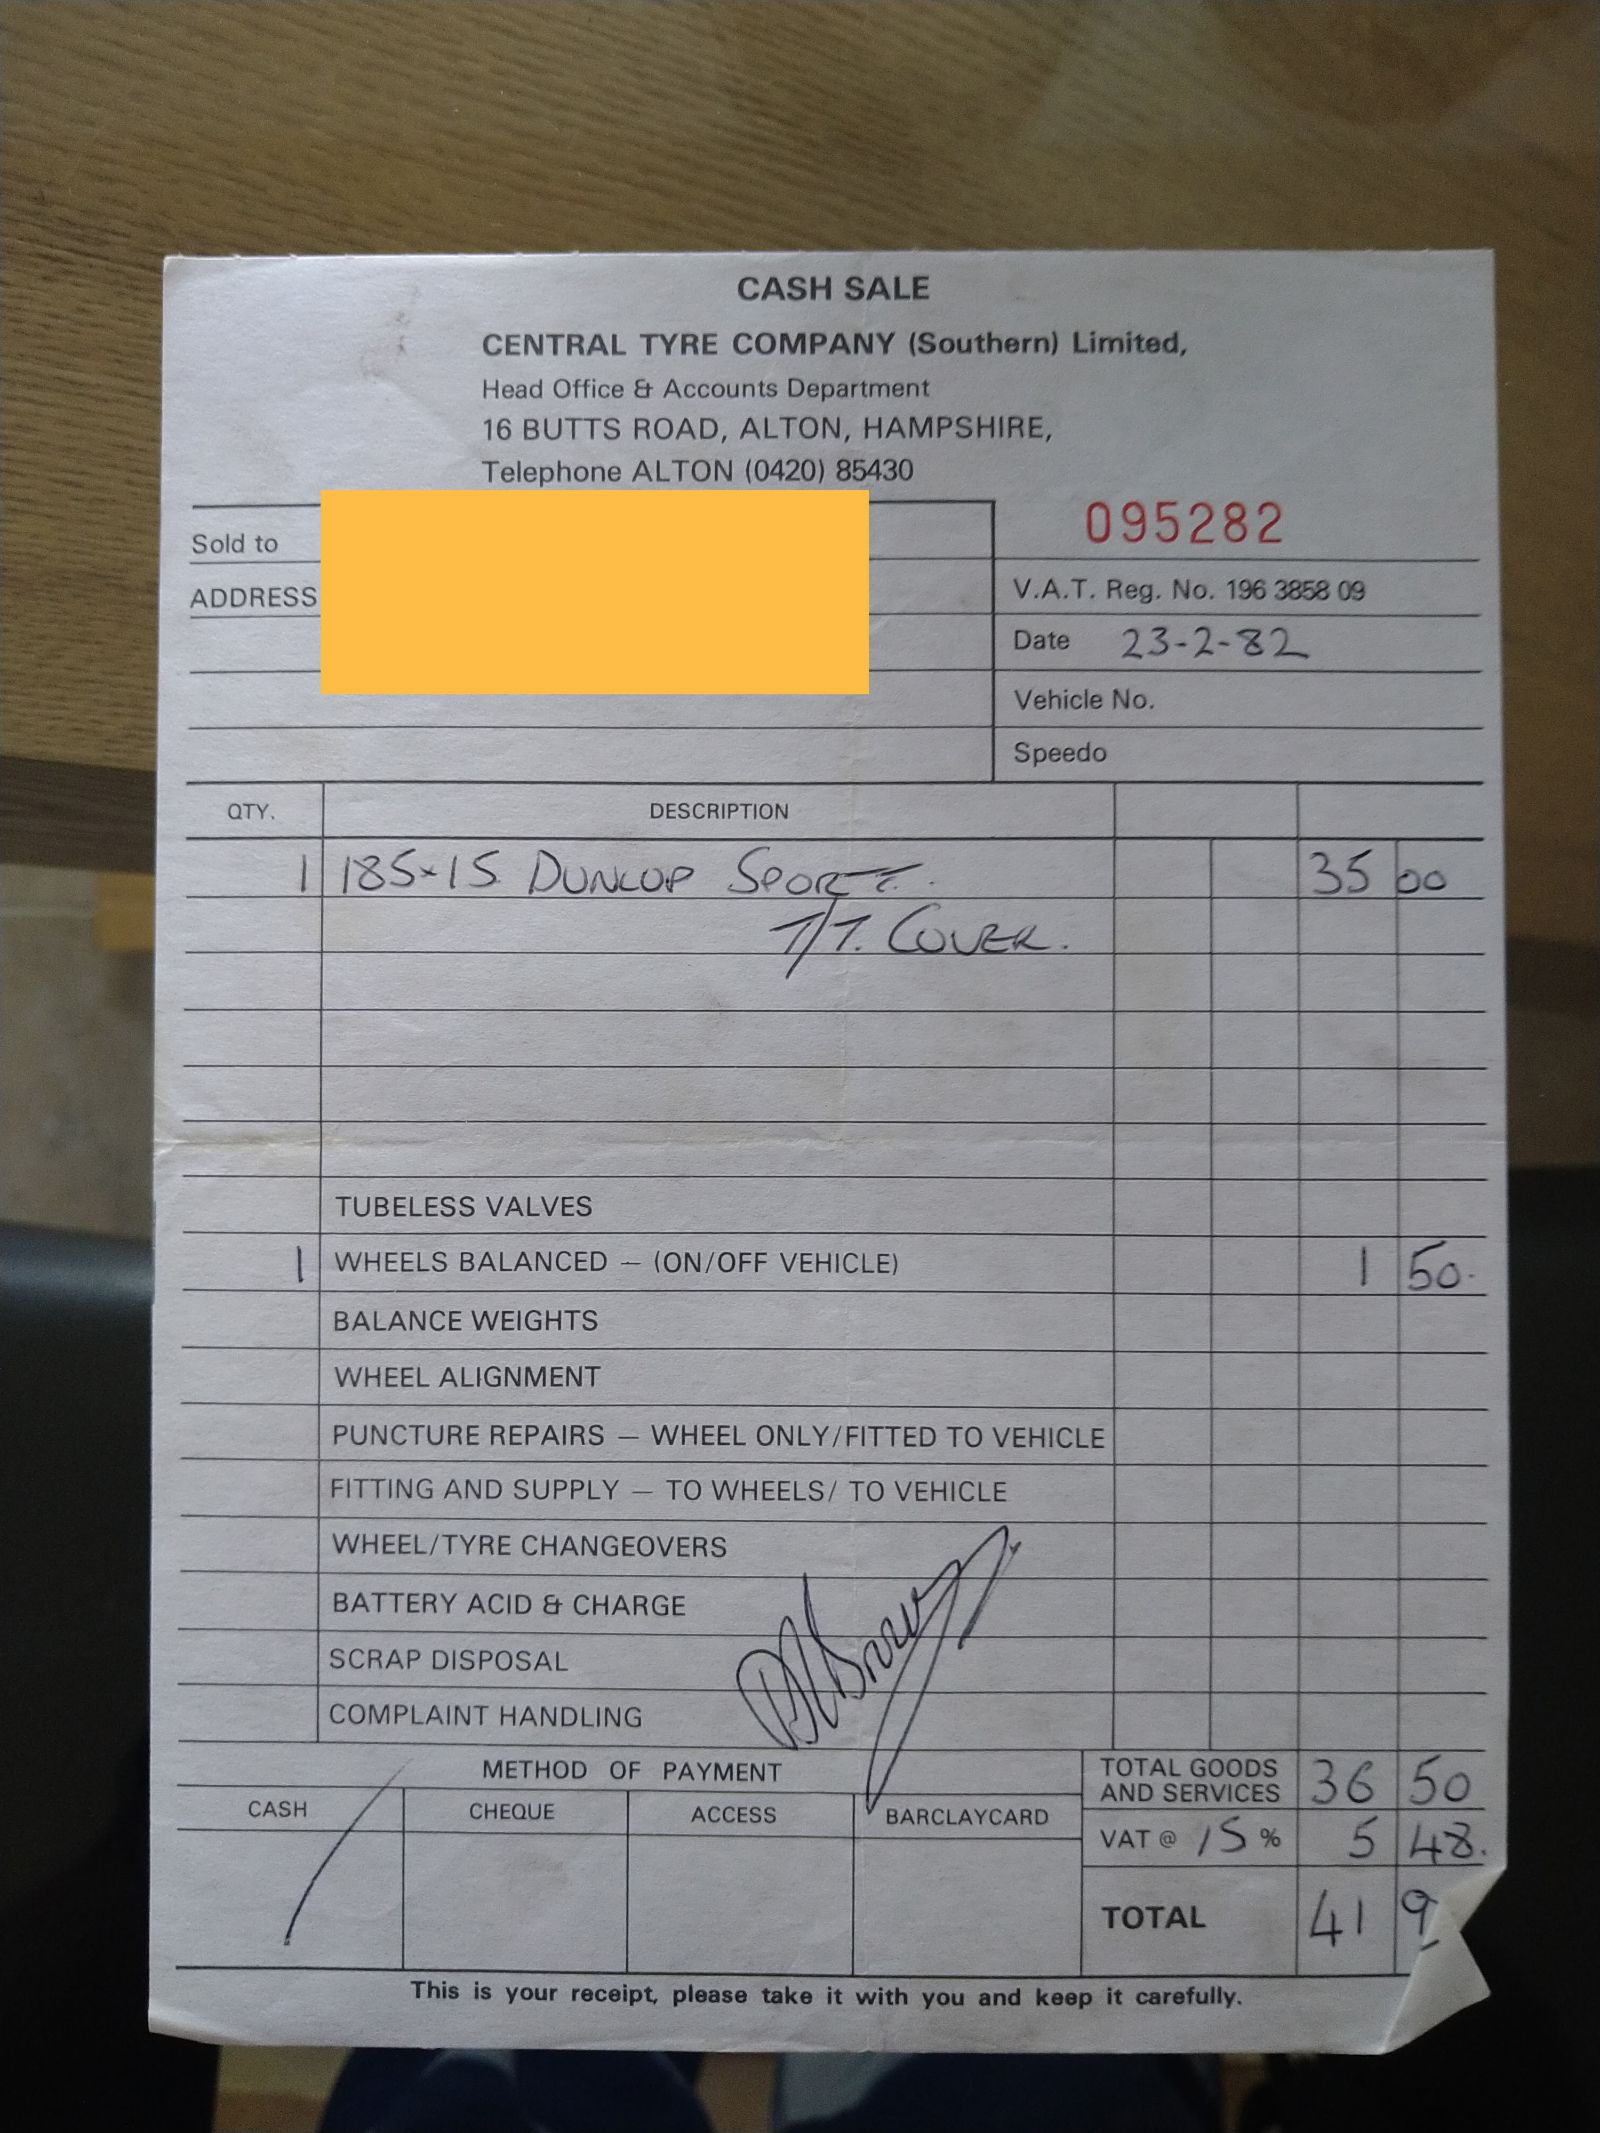 CASH SALE
CENTRAL TYRE COMPANY (Southern) Limited,
Head Office & Accounts Department
16 BUTTS ROAD, ALTON, HAMPSHIRE,
Telephone ALTON (0420) 85430
095282
Sold to
ADDRESS
V.A.T. Reg. No. 196 3858 09
Date 23-2-82
Vehicle No.
Speedo
QTY. DESCRIPTION
1 185×15 DUNLOP SPORT. 35 00
T/T. COVER.
TUBELESS VALVES
1 WHEELS BALANCED — (ON/OFF VEHICLE) 1 50.
BALANCE WEIGHTS
WHEEL ALIGNMENT
PUNCTURE REPAIRS — WHEEL ONLY/FITTED TO VEHICLE
FITTING AND SUPPLY — TO WHEELS/ TO VEHICLE
WHEEL/TYRE CHANGEOVERS
BATTERY ACID & CHARGE
SCRAP DISPOSAL
COMPLAINT HANDLING
METHOD OF PAYMENT
CASH CHEQUE ACCESS BARCLAYCARD
TOTAL GOODS
AND SERVICES 36 50
VAT @ 15 % 5 48.
TOTAL 41 9
This is your receipt, please take it with you and keep it carefully.